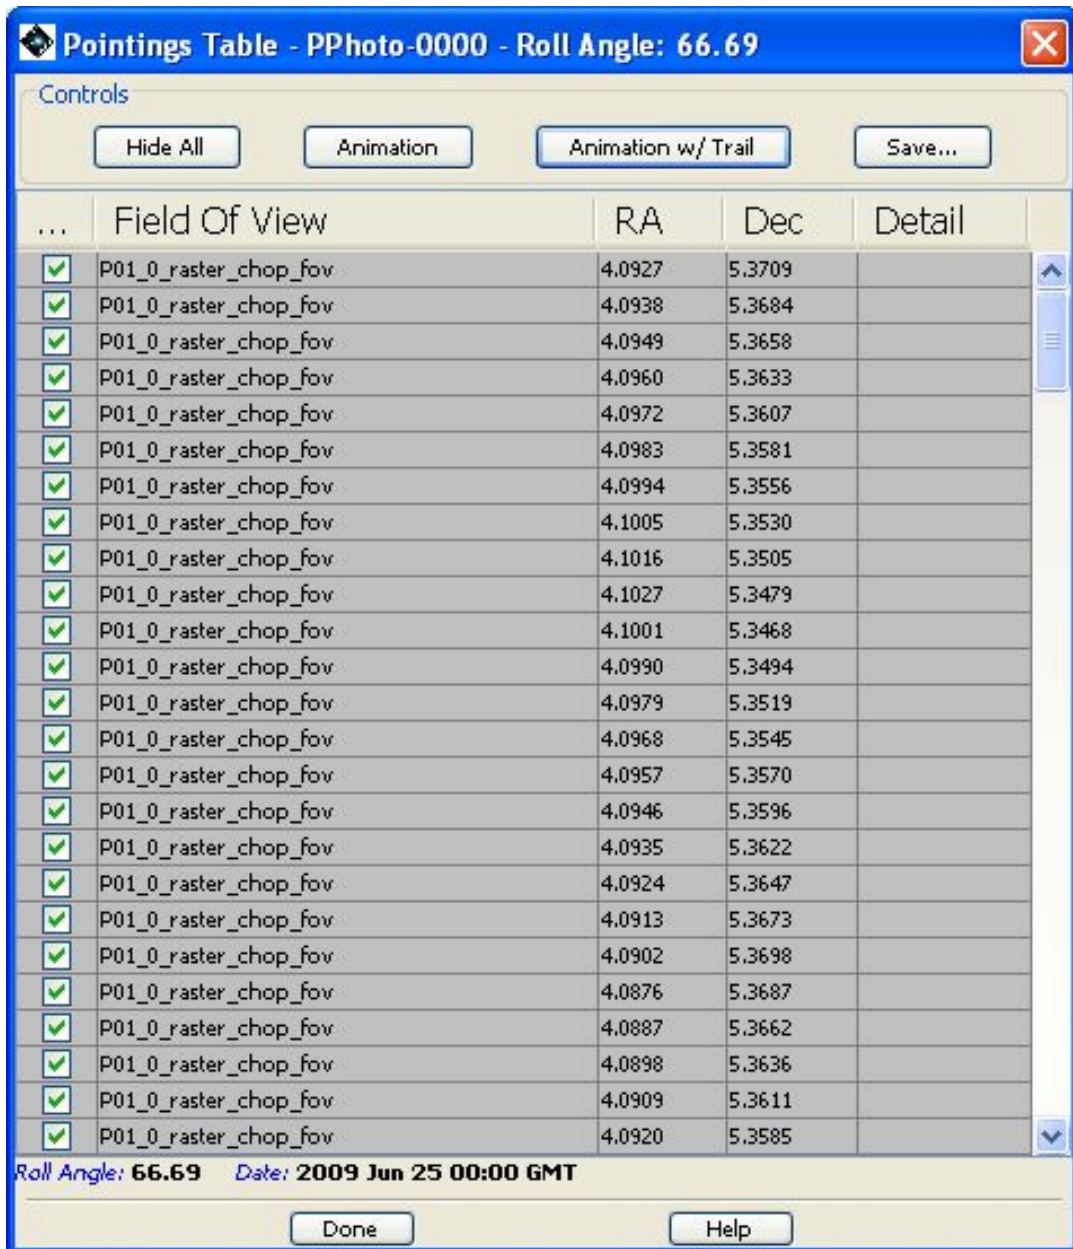 Pointings Table - PPhoto-0000 - Roll Angle: 66.69
Controls
Hide All Animation Animation w/ Trail Save...
... Field Of View RA Dec Detail
P01_0_raster_chop_fov 4.0927 5.3709
P01_0_raster_chop_fov 4.0938 5.3684
P01_0_raster_chop_fov 4.0949 5.3658
P01_0_raster_chop_fov 4.0960 5.3633
P01_0_raster_chop_fov 4.0972 5.3607
P01_0_raster_chop_fov 4.0983 5.3581
P01_0_raster_chop_fov 4.0994 5.3556
P01_0_raster_chop_fov 4.1005 5.3530
P01_0_raster_chop_fov 4.1016 5.3505
P01_0_raster_chop_fov 4.1027 5.3479
P01_0_raster_chop_fov 4.1001 5.3468
P01_0_raster_chop_fov 4.0990 5.3494
P01_0_raster_chop_fov 4.0979 5.3519
P01_0_raster_chop_fov 4.0968 5.3545
P01_0_raster_chop_fov 4.0957 5.3570
P01_0_raster_chop_fov 4.0946 5.3596
P01_0_raster_chop_fov 4.0935 5.3622
P01_0_raster_chop_fov 4.0924 5.3647
P01_0_raster_chop_fov 4.0913 5.3673
P01_0_raster_chop_fov 4.0902 5.3698
P01_0_raster_chop_fov 4.0876 5.3687
P01_0_raster_chop_fov 4.0887 5.3662
P01_0_raster_chop_fov 4.0898 5.3636
P01_0_raster_chop_fov 4.0909 5.3611
P01_0_raster_chop_fov 4.0920 5.3585
Roll Angle: 66.69 Date: 2009 Jun 25 00:00 GMT
Done Help